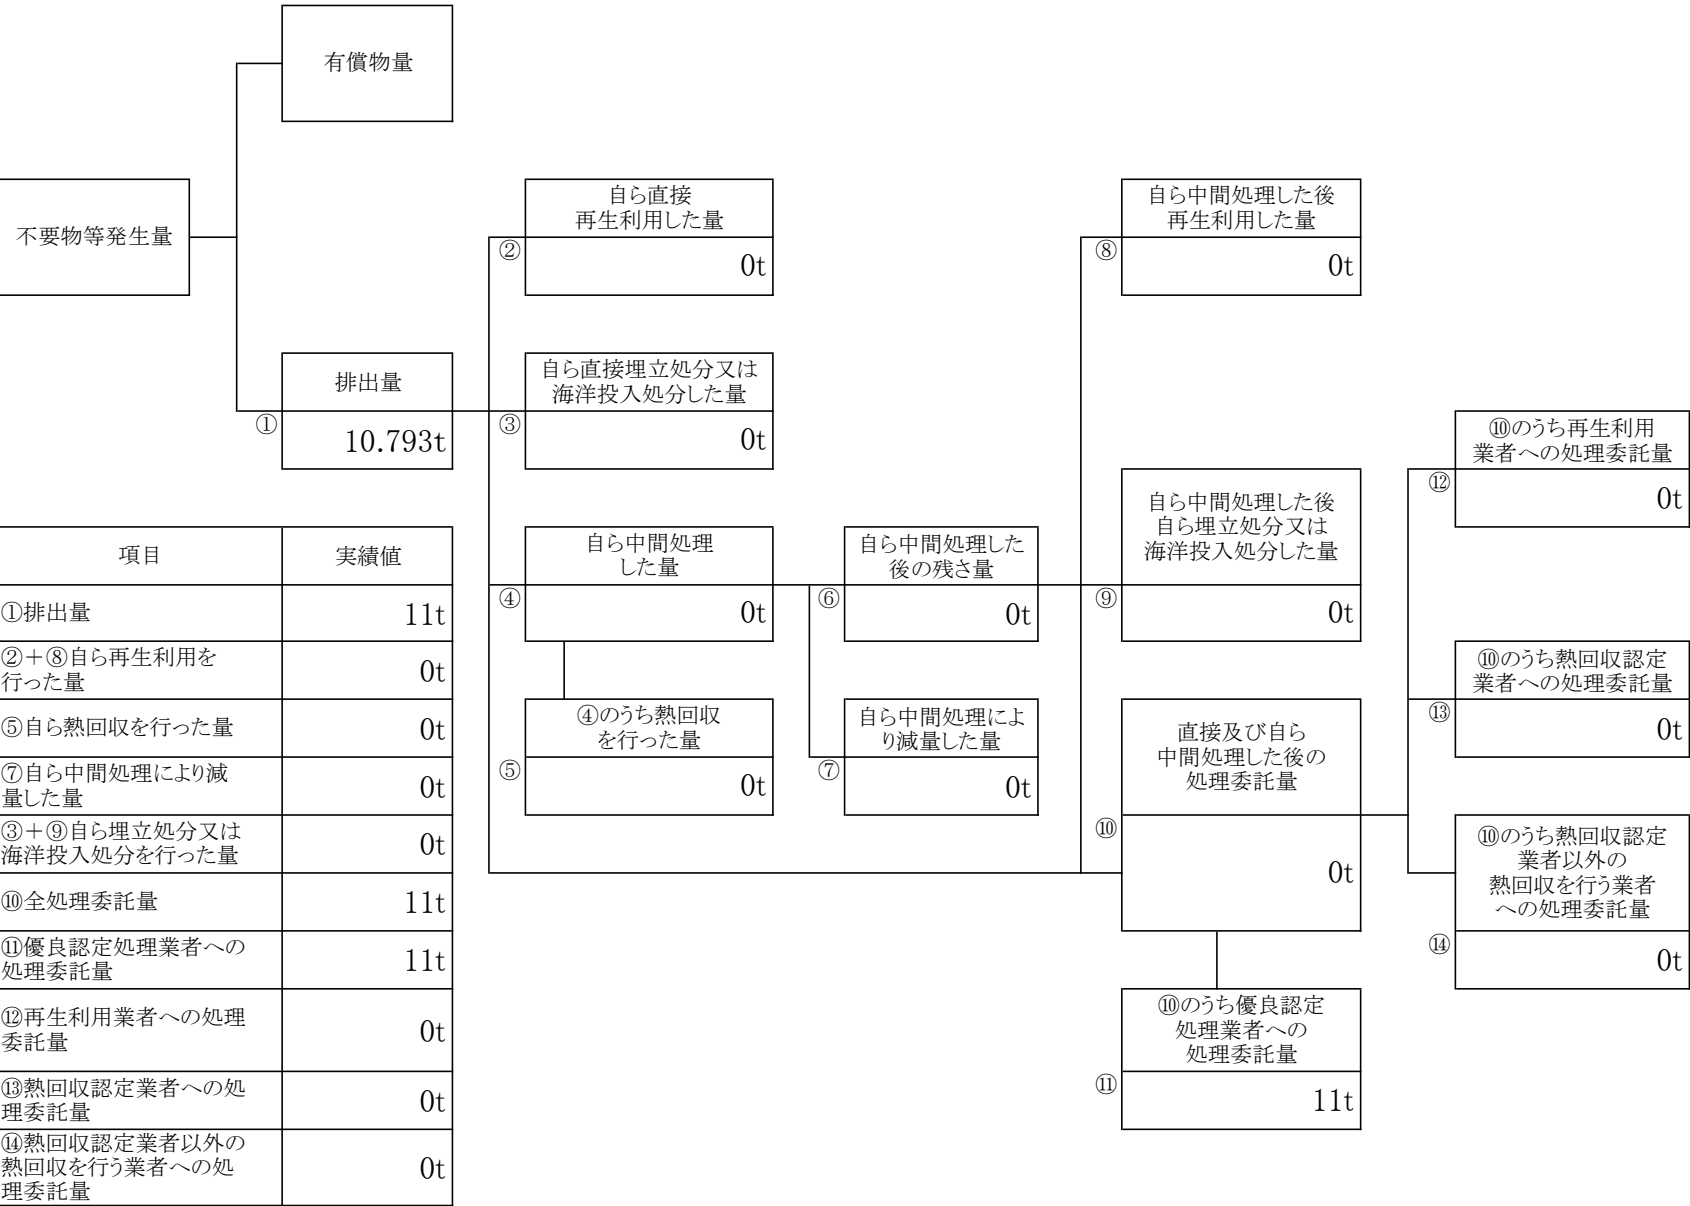 有償物量
不要物等発生量
自ら直接
再生利用した量
②
0t
自ら中間処理した後
再生利用した量
⑧
0t
排出量
①
10.793t
自ら直接埋立処分又は
海洋投入処分した量
③
0t
⑩のうち再生利用
業者への処理委託量
⑫
0t
自ら中間処理
した量
④
0t
自ら中間処理した
後の残さ量
⑥
0t
自ら中間処理した後
自ら埋立処分又は
海洋投入処分した量
⑨
0t
⑩のうち熱回収認定
業者への処理委託量
⑬
0t
④のうち熱回収
を行った量
⑤
0t
自ら中間処理によ
り減量した量
⑦
0t
直接及び自ら
中間処理した後の
処理委託量
⑩
0t
⑩のうち熱回収認定
業者以外の
熱回収を行う業者
への処理委託量
⑭
0t
⑩のうち優良認定
処理業者への
処理委託量
⑪
11t
項目
実績値
①排出量
11t
②＋⑧自ら再生利用を
行った量
0t
⑤自ら熱回収を行った量
0t
⑦自ら中間処理により減
量した量
0t
③＋⑨自ら埋立処分又は
海洋投入処分を行った量
0t
⑩全処理委託量
11t
⑪優良認定処理業者への
処理委託量
11t
⑫再生利用業者への処理
委託量
0t
⑬熱回収認定業者への処
理委託量
0t
⑭熱回収認定業者以外の
熱回収を行う業者への処
理委託量
0t